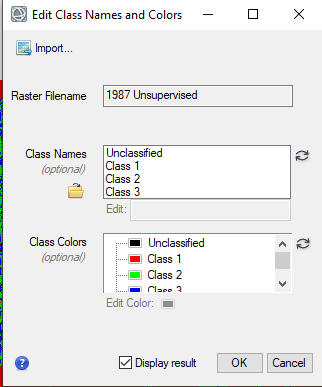 Edit Class Names and Colors
Import...
Raster Filename
1987 Unsupervised
Class Names
(optional)
Unclassified
Class 1
Class 2
Class 3
Edit:
Class Colors
(optional)
Unclassified
Class 1
Class 2
Class 3
Edit Color:
?
Display result
OK
Cancel